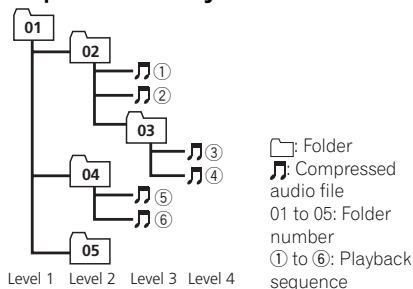 01
02
①
②
03
③
④
04
⑤
⑥
05
Level 1 Level 2 Level 3 Level 4
: Folder
: Compressed
audio file
01 to 05: Folder
number
① to ⑥: Playback
sequence